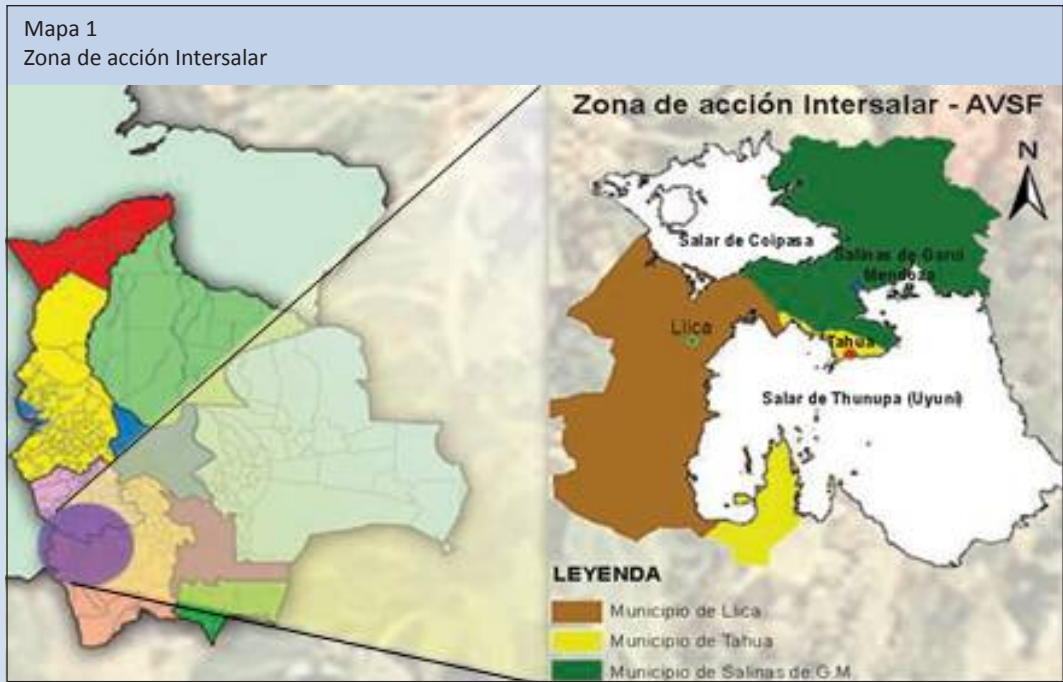 Mapa 1
Zona de acción Intersalar
Zona de acción Intersalar - AVSF
N
Salar de Coipasa
Salinas de Garci
Mendoza
Llica
Tahua
Salar de Thunupa (Uyuni)
LEYENDA
Municipio de Llica
Municipio de Tahua
Municipio de Salinas de G.M.